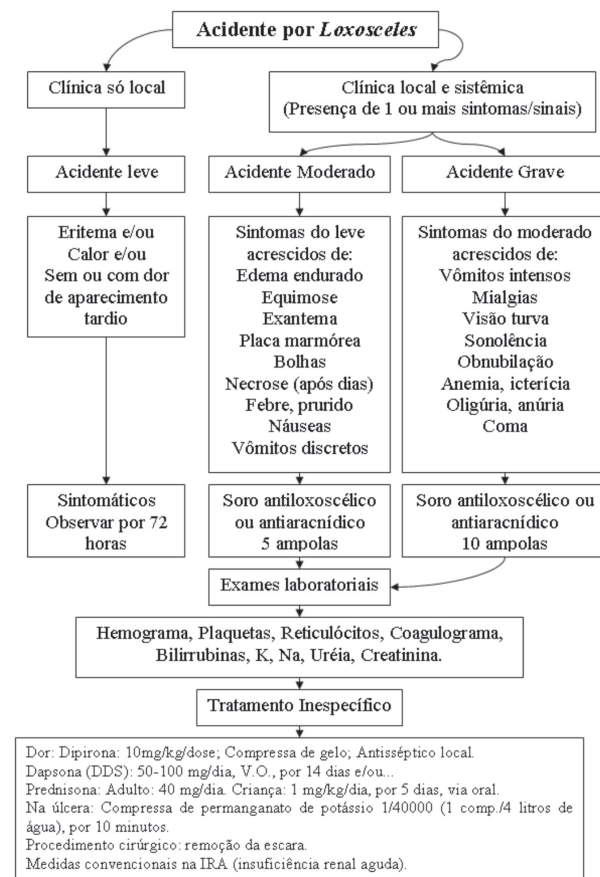 Acidente por Loxosceles
Clínica só local
Clínica local e sistêmica
(Presença de 1 ou mais sintomas/sinais)
Acidente leve
Acidente Moderado
Acidente Grave
Eritema e/ou
Calor e/ou
Sem ou com dor
de aparecimento
tardio
Sintomas do leve
acrescidos de:
Edema endurado
Equimose
Exantema
Placa marmórea
Bolhas
Necrose (após dias)
Febre, prurido
Náuseas
Vômitos discretos
Sintomas do moderado
acrescidos de:
Vômitos intensos
Mialgias
Visão turva
Sonolência
Obnubilação
Anemia, icterícia
Oligúria, anúria
Coma
Sintomáticos
Observar por 72
horas
Soro antiloxoscélico
ou antiaracnídico
5 ampolas
Soro antiloxoscélico ou
antiaracnídico
10 ampolas
Exames laboratoriais
Hemograma, Plaquetas, Reticulócitos, Coagulograma,
Bilirrubinas, K, Na, Uréia, Creatinina.
Tratamento Inespecífico
Dor: Dipirona: 10mg/kg/dose; Compressa de gelo; Antisséptico local.
Dapsona (DDS): 50-100 mg/dia, V.O., por 14 dias e/ou...
Prednisona: Adulto: 40 mg/dia. Criança: 1 mg/kg/dia, por 5 dias, via oral.
Na úlcera: Compressa de permanganato de potássio 1/40000 (1 comp./4 litros de
água), por 10 minutos.
Procedimento cirúrgico: remoção da escara.
Medidas convencionais na IRA (insuficiência renal aguda).